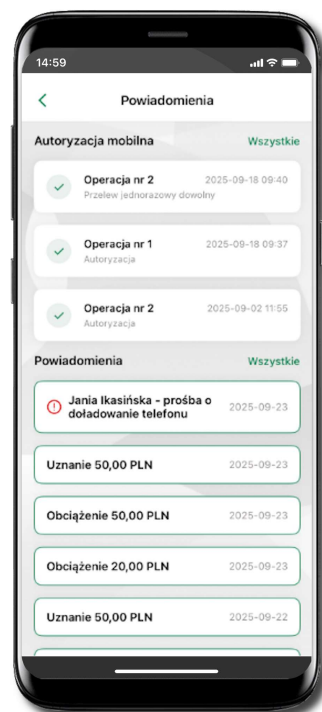 14:59
Powiadomienia
Autoryzacja mobilna Wszystkie
Operacja nr 2 2025-09-18 09:40
Przelew jednorazowy dowolny
Operacja nr 1 2025-09-18 09:37
Autoryzacja
Operacja nr 2 2025-09-02 11:55
Autoryzacja
Powiadomienia Wszystkie
Jania Ikasińska - prośba o
doładowanie telefonu 2025-09-23
Uznanie 50,00 PLN 2025-09-23
Obciążenie 50,00 PLN 2025-09-23
Obciążenie 20,00 PLN 2025-09-23
Uznanie 50,00 PLN 2025-09-22